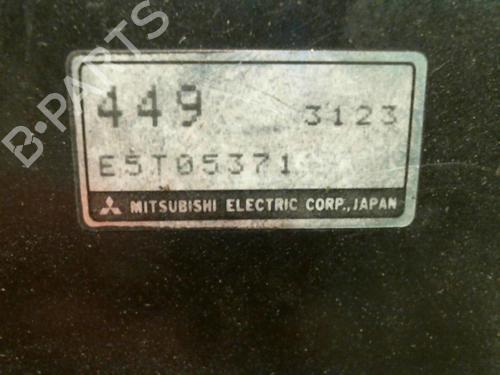 B-PARTS
449 3123
E5T05371
MITSUBISHI ELECTRIC CORP., JAPAN